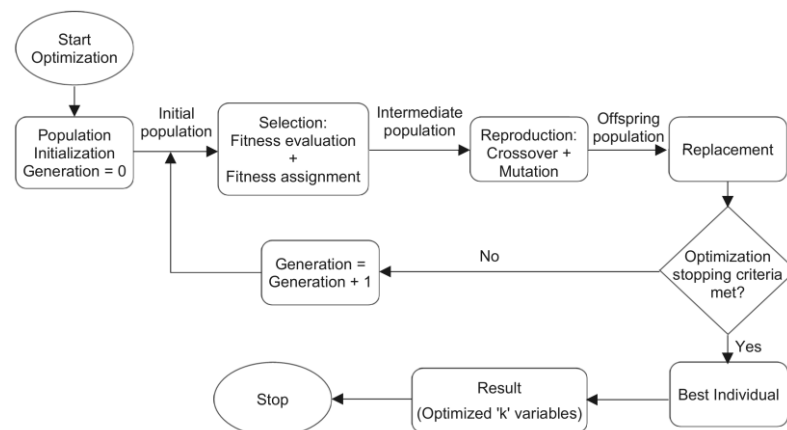 Start
Optimization
Population
Initialization
Generation = 0
Initial
population
Selection:
Fitness evaluation
+
Fitness assignment
Intermediate
population
Reproduction:
Crossover +
Mutation
Offspring
population
Replacement
Optimization
stopping criteria
met?
No
Generation =
Generation + 1
Yes
Best Individual
Result
(Optimized 'k' variables)
Stop